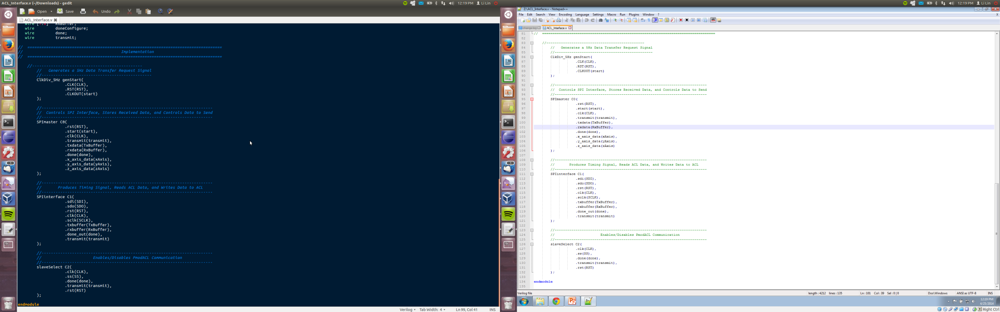 ACL_Interface.v (~/Downloads) - gedit
12:19 PM Li Lin
Open Save Undo
ACL_Interface.v
wire [7:0] RxBuffer;
wire doneConfigure;
wire done;
wire transmit;
// ===================================================================================
// Implementation
// ===================================================================================
//-----------------------------------------------
// Generates a 5Hz Data Transfer Request Signal
//-----------------------------------------------
ClkDiv_5Hz genStart(
.CLK(CLK),
.RST(RST),
.CLKOUT(start)
);
//-------------------------------------------------------------------------
// Controls SPI Interface, Stores Received Data, and Controls Data to Send
//-------------------------------------------------------------------------
SPImaster C0(
.rst(RST),
.start(start),
.clk(CLK),
.transmit(transmit),
.txdata(TxBuffer),
.rxdata(RxBuffer),
.done(done),
.x_axis_data(xAxis),
.y_axis_data(yAxis),
.z_axis_data(zAxis)
);
//-------------------------------------------------------------------------
// Produces Timing Signal, Reads ACL Data, and Writes Data to ACL
//-------------------------------------------------------------------------
SPIinterface C1(
.sdi(SDI),
.sdo(SDO),
.rst(RST),
.clk(CLK),
.sclk(SCLK),
.txbuffer(TxBuffer),
.rxbuffer(RxBuffer),
.done_out(done),
.transmit(transmit)
);
//-------------------------------------------------------------------------
// Enables/Disables PmodACL Communication
//-------------------------------------------------------------------------
slaveSelect C2(
.clk(CLK),
.ss(SS),
.done(done),
.transmit(transmit),
.rst(RST)
);
endmodule
Verilog Tab Width: 4 Ln 99, Col 41 INS
12:19 PM Li Lin
Z:\ACL_Interface.v - Notepad++
File Edit Search View Encoding Language Settings Macro Run Plugins Window ?
X
change.log ACL_Interface.v
81 // ===================================================================================
82
83 //-----------------------------------------------
84 // Generates a 5Hz Data Transfer Request Signal
85 //-----------------------------------------------
86 ClkDiv_5Hz genStart(
87 .CLK(CLK),
88 .RST(RST),
89 .CLKOUT(start)
90 );
91
92 //-------------------------------------------------------------------------
93 // Controls SPI Interface, Stores Received Data, and Controls Data to Send
94 //-------------------------------------------------------------------------
95 SPImaster C0(
96 .rst(RST),
97 .start(start),
98 .clk(CLK),
99 .transmit(transmit),
100 .txdata(TxBuffer),
101 .rxdata(RxBuffer),
102 .done(done),
103 .x_axis_data(xAxis),
104 .y_axis_data(yAxis),
105 .z_axis_data(zAxis)
106 );
107
108 //-------------------------------------------------------------------------
109 // Produces Timing Signal, Reads ACL Data, and Writes Data to ACL
110 //-------------------------------------------------------------------------
111 SPIinterface C1(
112 .sdi(SDI),
113 .sdo(SDO),
114 .rst(RST),
115 .clk(CLK),
116 .sclk(SCLK),
117 .txbuffer(TxBuffer),
118 .rxbuffer(RxBuffer),
119 .done_out(done),
120 .transmit(transmit)
121 );
122
123 //-------------------------------------------------------------------------
124 // Enables/Disables PmodACL Communication
125 //-------------------------------------------------------------------------
126 slaveSelect C2(
127 .clk(CLK),
128 .ss(SS),
129 .done(done),
130 .transmit(transmit),
131 .rst(RST)
132 );
133
134 endmodule
135
Verilog file length : 4212 lines : 135 Ln : 101 Col : 39 Sel : 0 | 0 Dos\Windows ANSI as UTF-8 INS
12:19 PM
4/25/2014
Right Ctrl